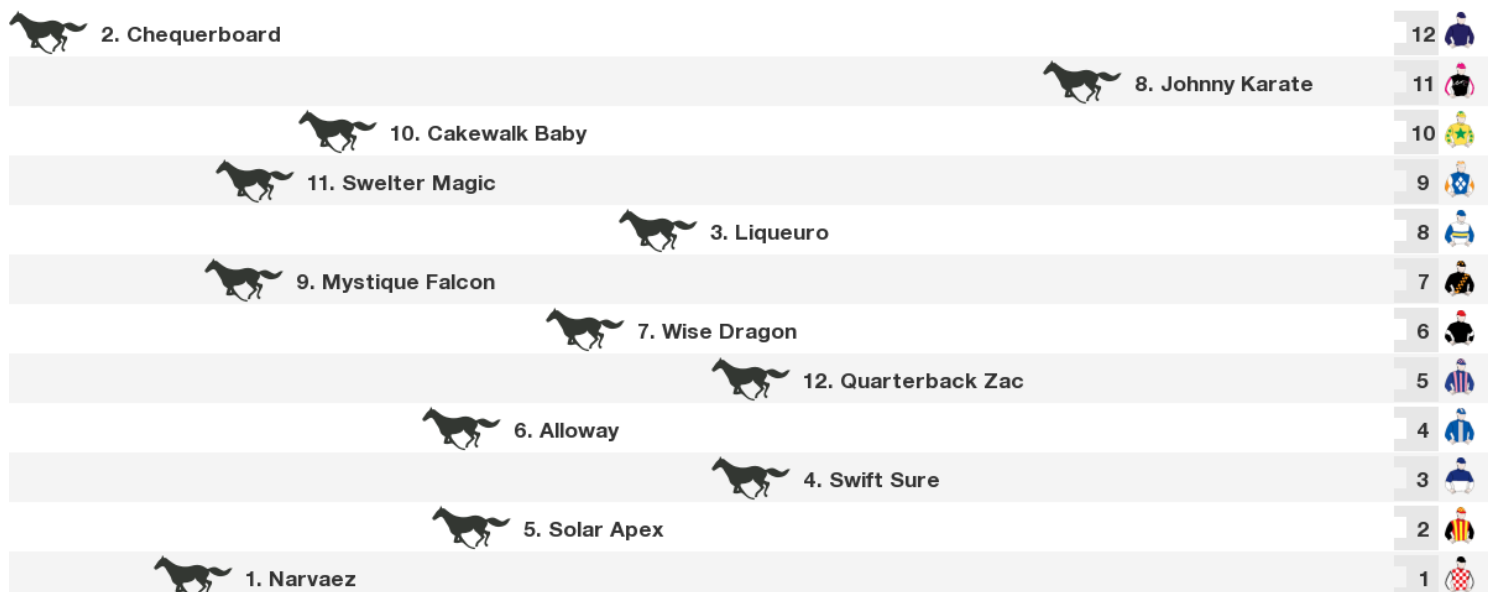 2. Chequerboard 12
8. Johnny Karate 11
10. Cakewalk Baby 10
11. Swelter Magic 9
3. Liqueuro 8
9. Mystique Falcon 7
7. Wise Dragon 6
12. Quarterback Zac 5
6. Alloway 4
4. Swift Sure 3
5. Solar Apex 2
1. Narvaez 1